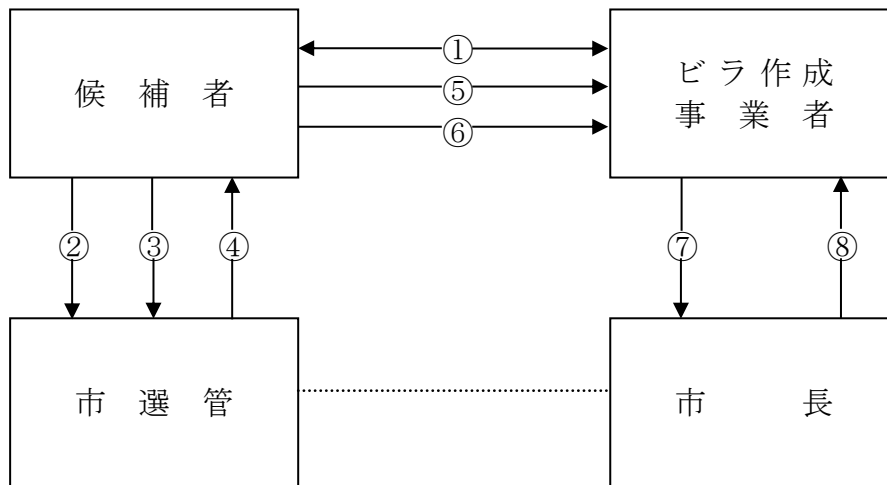 候補者
①
⑤
⑥
ビラ作成
事業者
②
③
④
⑦
⑧
市選管
市長